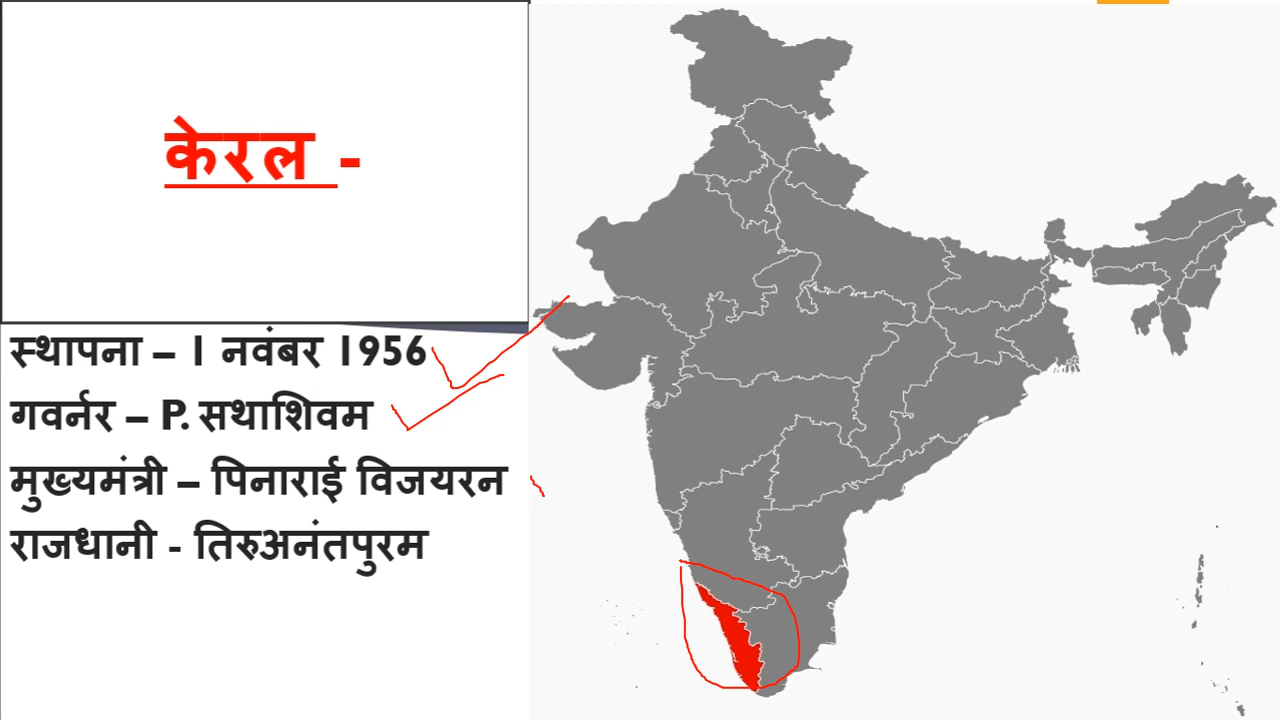 केरल -
स्थापना – 1 नवंबर 1956
गवर्नर – P. सथाशिवम
मुख्यमंत्री – पिनाराई विजयरन
राजधानी - तिरुअनंतपुरम